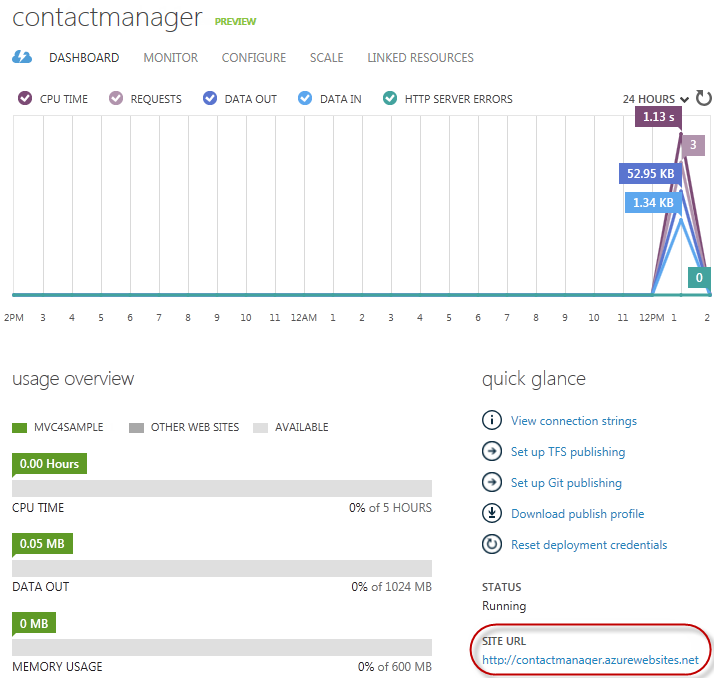 contactmanager PREVIEW
DASHBOARD MONITOR CONFIGURE SCALE LINKED RESOURCES
CPU TIME REQUESTS DATA OUT DATA IN HTTP SERVER ERRORS 24 HOURS
1.13 s
3
52.95 KB
1.34 KB
0
2PM 3 4 5 6 7 8 9 10 11 12AM 1 2 3 4 5 6 7 8 9 10 11 12PM 1 2
usage overview
MVC4SAMPLE OTHER WEB SITES AVAILABLE
0.00 Hours
CPU TIME 0% of 5 HOURS
0.05 MB
DATA OUT 0% of 1024 MB
0 MB
MEMORY USAGE 0% of 600 MB
quick glance
View connection strings
Set up TFS publishing
Set up Git publishing
Download publish profile
Reset deployment credentials
STATUS
Running
SITE URL
http://contactmanager.azurewebsites.net